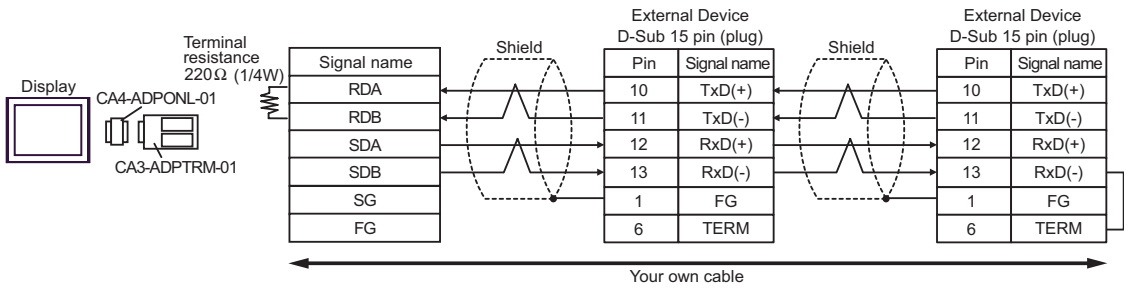 Display
CA4-ADPONL-01
CA3-ADPTRM-01
Terminal
resistance
220Ω (1/4W)
Signal name
RDA
RDB
SDA
SDB
SG
FG
Shield
External Device
D-Sub 15 pin (plug)
Pin Signal name
10 TxD(+)
11 TxD(-)
12 RxD(+)
13 RxD(-)
1 FG
6 TERM
Shield
External Device
D-Sub 15 pin (plug)
Pin Signal name
10 TxD(+)
11 TxD(-)
12 RxD(+)
13 RxD(-)
1 FG
6 TERM
Your own cable